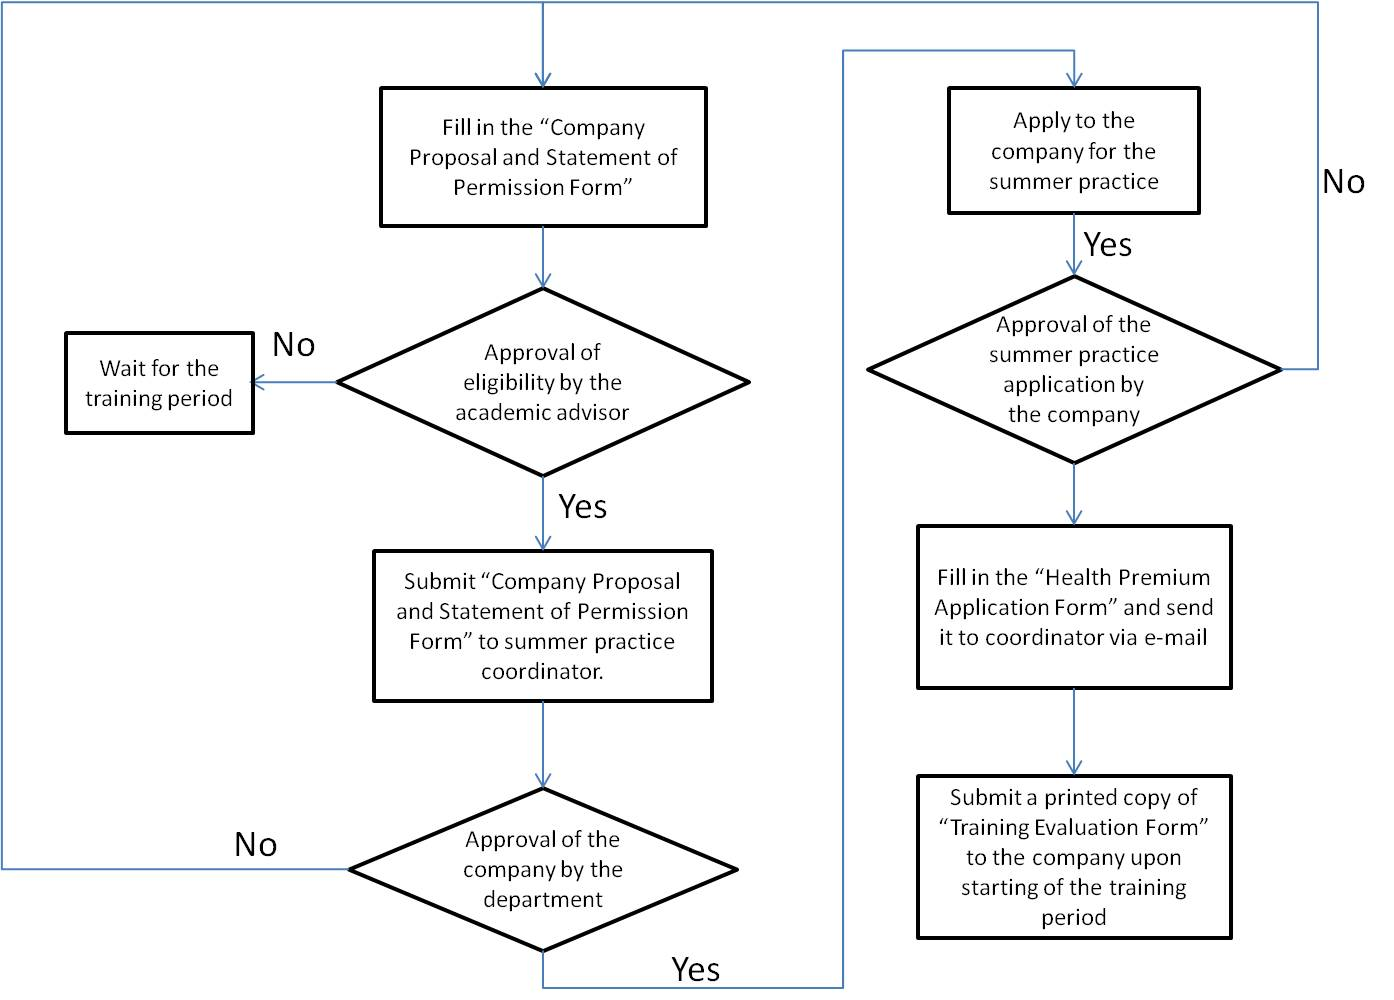 Fill in the “Company
Proposal and Statement of
Permission Form”
Approval of
eligibility by the
academic advisor
No
Wait for the
training period
Yes
Submit “Company Proposal
and Statement of Permission
Form” to summer practice
coordinator.
Approval of the
company by the
department
No
Yes
Apply to the
company for the
summer practice
Yes
Approval of the
summer practice
application by
the company
No
Fill in the “Health Premium
Application Form” and send
it to coordinator via e-mail
Submit a printed copy of
“Training Evaluation Form”
to the company upon
starting of the training
period